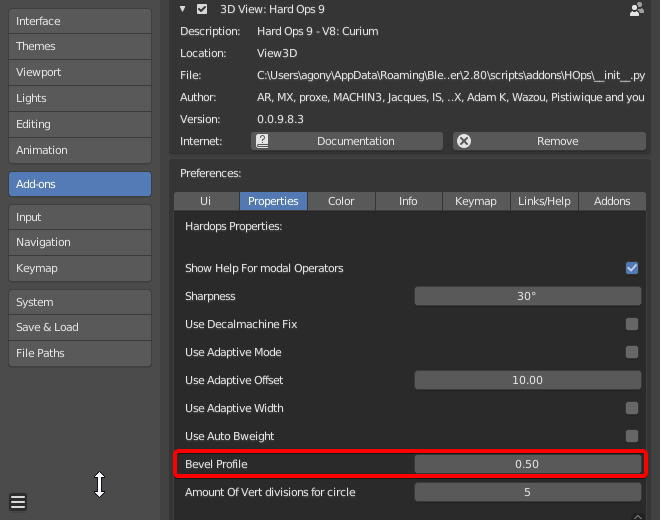 Interface
Themes
Viewport
Lights
Editing
Animation
Add-ons
Input
Navigation
Keymap
System
Save & Load
File Paths
3D View: Hard Ops 9
Description: Hard Ops 9 - V8: Curium
Location: View3D
File: C:\Users\agony\AppData\Roaming\Ble...er\2.80\scripts\addons\HOps\__init__.py
Author: AR, MX, proxe, MACHIN3, Jacques, IS, ..X, Adam K, Wazou, Pistiwique and you
Version: 0.0.9.8.3
Internet: Documentation Remove
Preferences:
Ui Properties Color Info Keymap Links/Help Addons
Hardops Properties:
Show Help For modal Operators
Sharpness 30°
Use Decalmachine Fix
Use Adaptive Mode
Use Adaptive Offset 10.00
Use Adaptive Width
Use Auto Bweight
Bevel Profile 0.50
Amount Of Vert divisions for circle 5